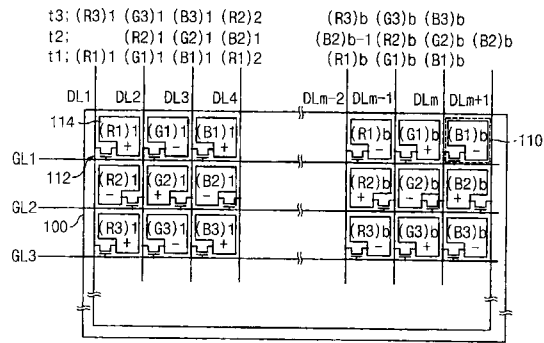 t3; (R3)1 (G3)1 (B3)1 (R2)2 (R3)b (G3)b (B3)b
t2; (R2)1 (G2)1 (B2)1 (B2)b-1 (R2)b (G2)b (B2)b
t1; (R1)1 (G1)1 (B1)1 (R1)2 (R1)b (G1)b (B1)b
DL1 DL2 DL3 DL4 DLm-2 DLm-1 DLm DLm+1
114 (R1)1 (G1)1 (B1)1 (R1)b (G1)b (B1)b 110
+ - + - + -
GL1 112
(R2)1 (G2)1 (B2)1 (R2)b (G2)b (B2)b
- + - + - +
GL2
100 (R3)1 (G3)1 (B3)1 (R3)b (G3)b (B3)b
+ - + - + -
GL3